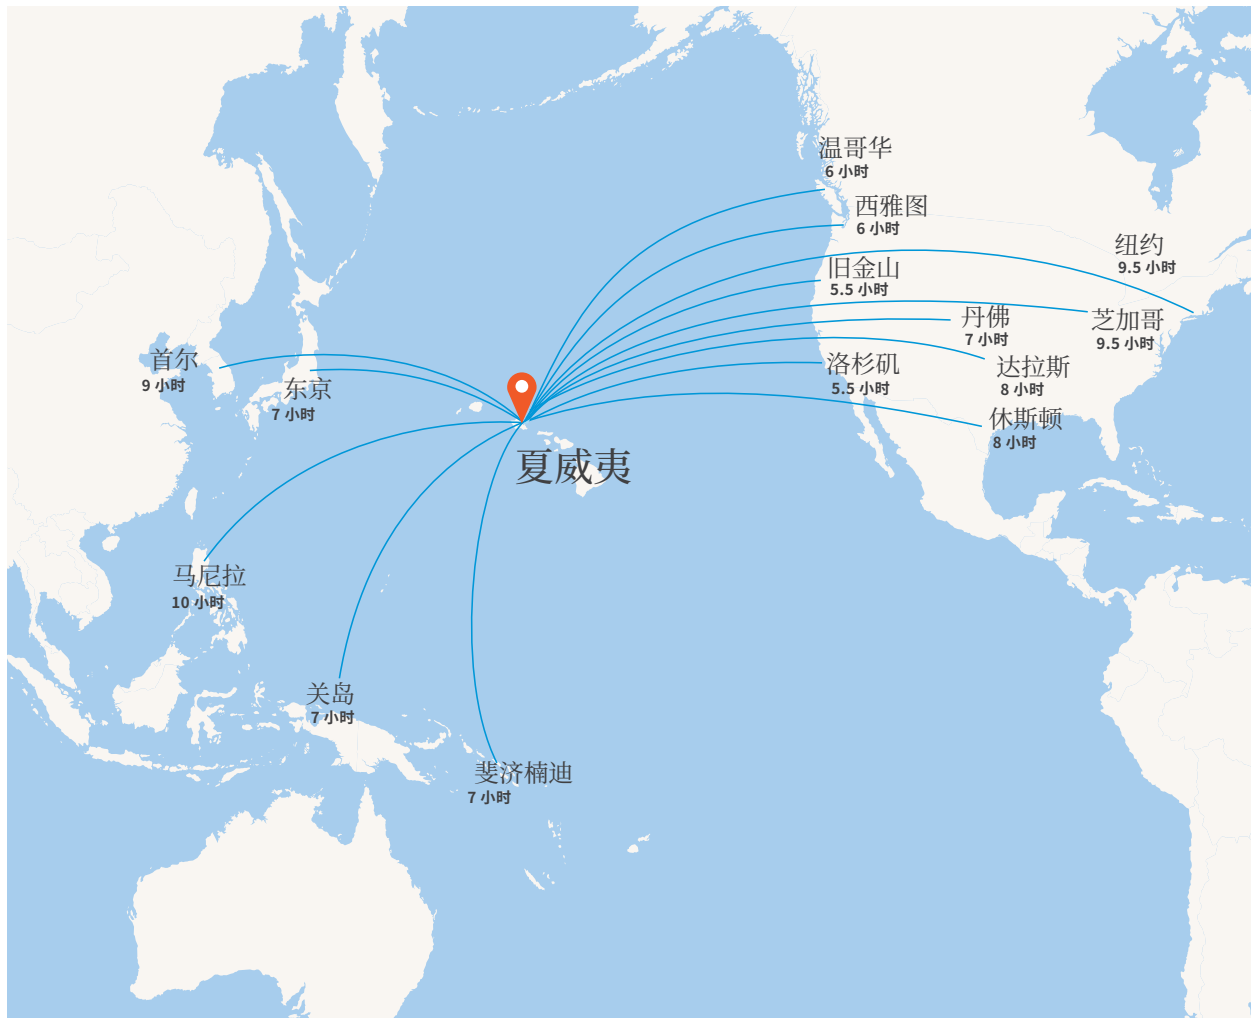 温哥华
6 小时
西雅图
6 小时
纽约
9.5 小时
旧金山
5.5 小时
丹佛
7 小时
芝加哥
9.5 小时
首尔
9 小时
东京
7 小时
洛杉矶
5.5 小时
达拉斯
8 小时
休斯顿
8 小时
夏威夷
马尼拉
10 小时
关岛
7 小时
斐济楠迪
7 小时